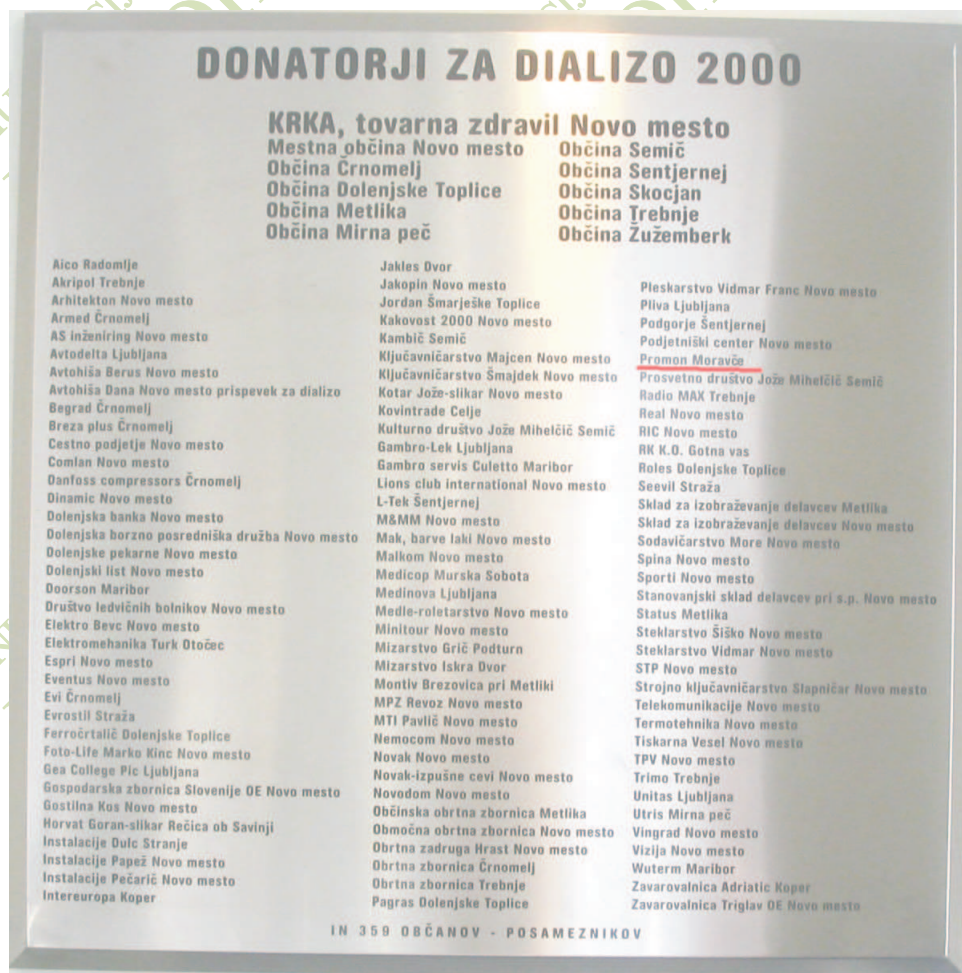 DONATORJI ZA DIALIZO 2000
KRKA, tovarna zdravil Novo mesto
Mestna občina Novo mesto
Občina Črnomelj
Občina Dolenjske Toplice
Občina Metlika
Občina Mirna peč
Občina Semič
Občina Sentjernej
Občina Skocjan
Občina Trebnje
Občina Žužemberk
Aico Radomlje
Akripol Trebnje
Arhitekton Novo mesto
Armed Črnomelj
AS inženiring Novo mesto
Avtodelta Ljubljana
Avtohiša Berus Novo mesto
Avtohiša Dana Novo mesto prispevek za dializo
Begrad Črnomelj
Breza plus Črnomelj
Cestno podjetje Novo mesto
Comlan Novo mesto
Danfoss compressors Črnomelj
Dinamic Novo mesto
Dolenjska banka Novo mesto
Dolenjska borzno posredniška družba Novo mesto
Dolenjske pekarne Novo mesto
Dolenjski list Novo mesto
Doorson Maribor
Društvo ledvičnih bolnikov Novo mesto
Elektro Bevc Novo mesto
Elektromehanika Turk Otočec
Espri Novo mesto
Eventus Novo mesto
Evi Črnomelj
Evrostil Straža
Ferročrtalič Dolenjske Toplice
Foto-Life Marko Kinc Novo mesto
Gea College Pic Ljubljana
Gospodarska zbornica Slovenije OE Novo mesto
Gostilna Kos Novo mesto
Horvat Goran-slikar Rečica ob Savinji
Instalacije Dulc Stranje
Instalacije Papež Novo mesto
Instalacije Pečarič Novo mesto
Intereuropa Koper
Jakles Dvor
Jakopin Novo mesto
Jordan Šmarješke Toplice
Kakovost 2000 Novo mesto
Kambič Semič
Ključavničarstvo Majcen Novo mesto
Ključavničarstvo Šmajdek Novo mesto
Kotar Jože-slikar Novo mesto
Kovintrade Celje
Kulturno društvo Jože Mihelčič Semič
Gambro-Lek Ljubljana
Gambro servis Culetto Maribor
Lions club international Novo mesto
L-Tek Šentjernej
M&MM Novo mesto
Mak, barve laki Novo mesto
Malkom Novo mesto
Medicop Murska Sobota
Medinova Ljubljana
Medle-roletarstvo Novo mesto
Minitour Novo mesto
Mizarstvo Grič Podturn
Mizarstvo Iskra Dvor
Montiv Brezovica pri Metliki
MPZ Revoz Novo mesto
MTI Pavlič Novo mesto
Nemocom Novo mesto
Novak Novo mesto
Novak-izpušne cevi Novo mesto
Novodom Novo mesto
Občinska obrtna zbornica Metlika
Območna obrtna zbornica Novo mesto
Obrtna zadruga Hrast Novo mesto
Obrtna zbornica Črnomelj
Obrtna zbornica Trebnje
Pagras Dolenjske Toplice
Pleskarstvo Vidmar Franc Novo mesto
Pliva Ljubljana
Podgorje Šentjernej
Podjetniški center Novo mesto
Promon Moravče
Prosvetno društvo Jože Mihelčič Semič
Radio MAX Trebnje
Real Novo mesto
RIC Novo mesto
RK K.O. Gotna vas
Roles Dolenjske Toplice
Seevil Straža
Sklad za izobraževanje delavcev Metlika
Sklad za izobraževanje delavcev Novo mesto
Sodavičarstvo More Novo mesto
Spina Novo mesto
Sporti Novo mesto
Stanovanjski sklad delavcev pri s.p. Novo mesto
Status Metlika
Steklarstvo Šiško Novo mesto
Steklarstvo Vidmar Novo mesto
STP Novo mesto
Strojno ključavničarstvo Slapničar Novo mesto
Telekomunikacije Novo mesto
Termotehnika Novo mesto
Tiskarna Vesel Novo mesto
TPV Novo mesto
Trimo Trebnje
Unitas Ljubljana
Utris Mirna peč
Vingrad Novo mesto
Vizija Novo mesto
Wuterm Maribor
Zavarovalnica Adriatic Koper
Zavarovalnica Triglav OE Novo mesto
IN 359 OBČANOV - POSAMEZNIKOV